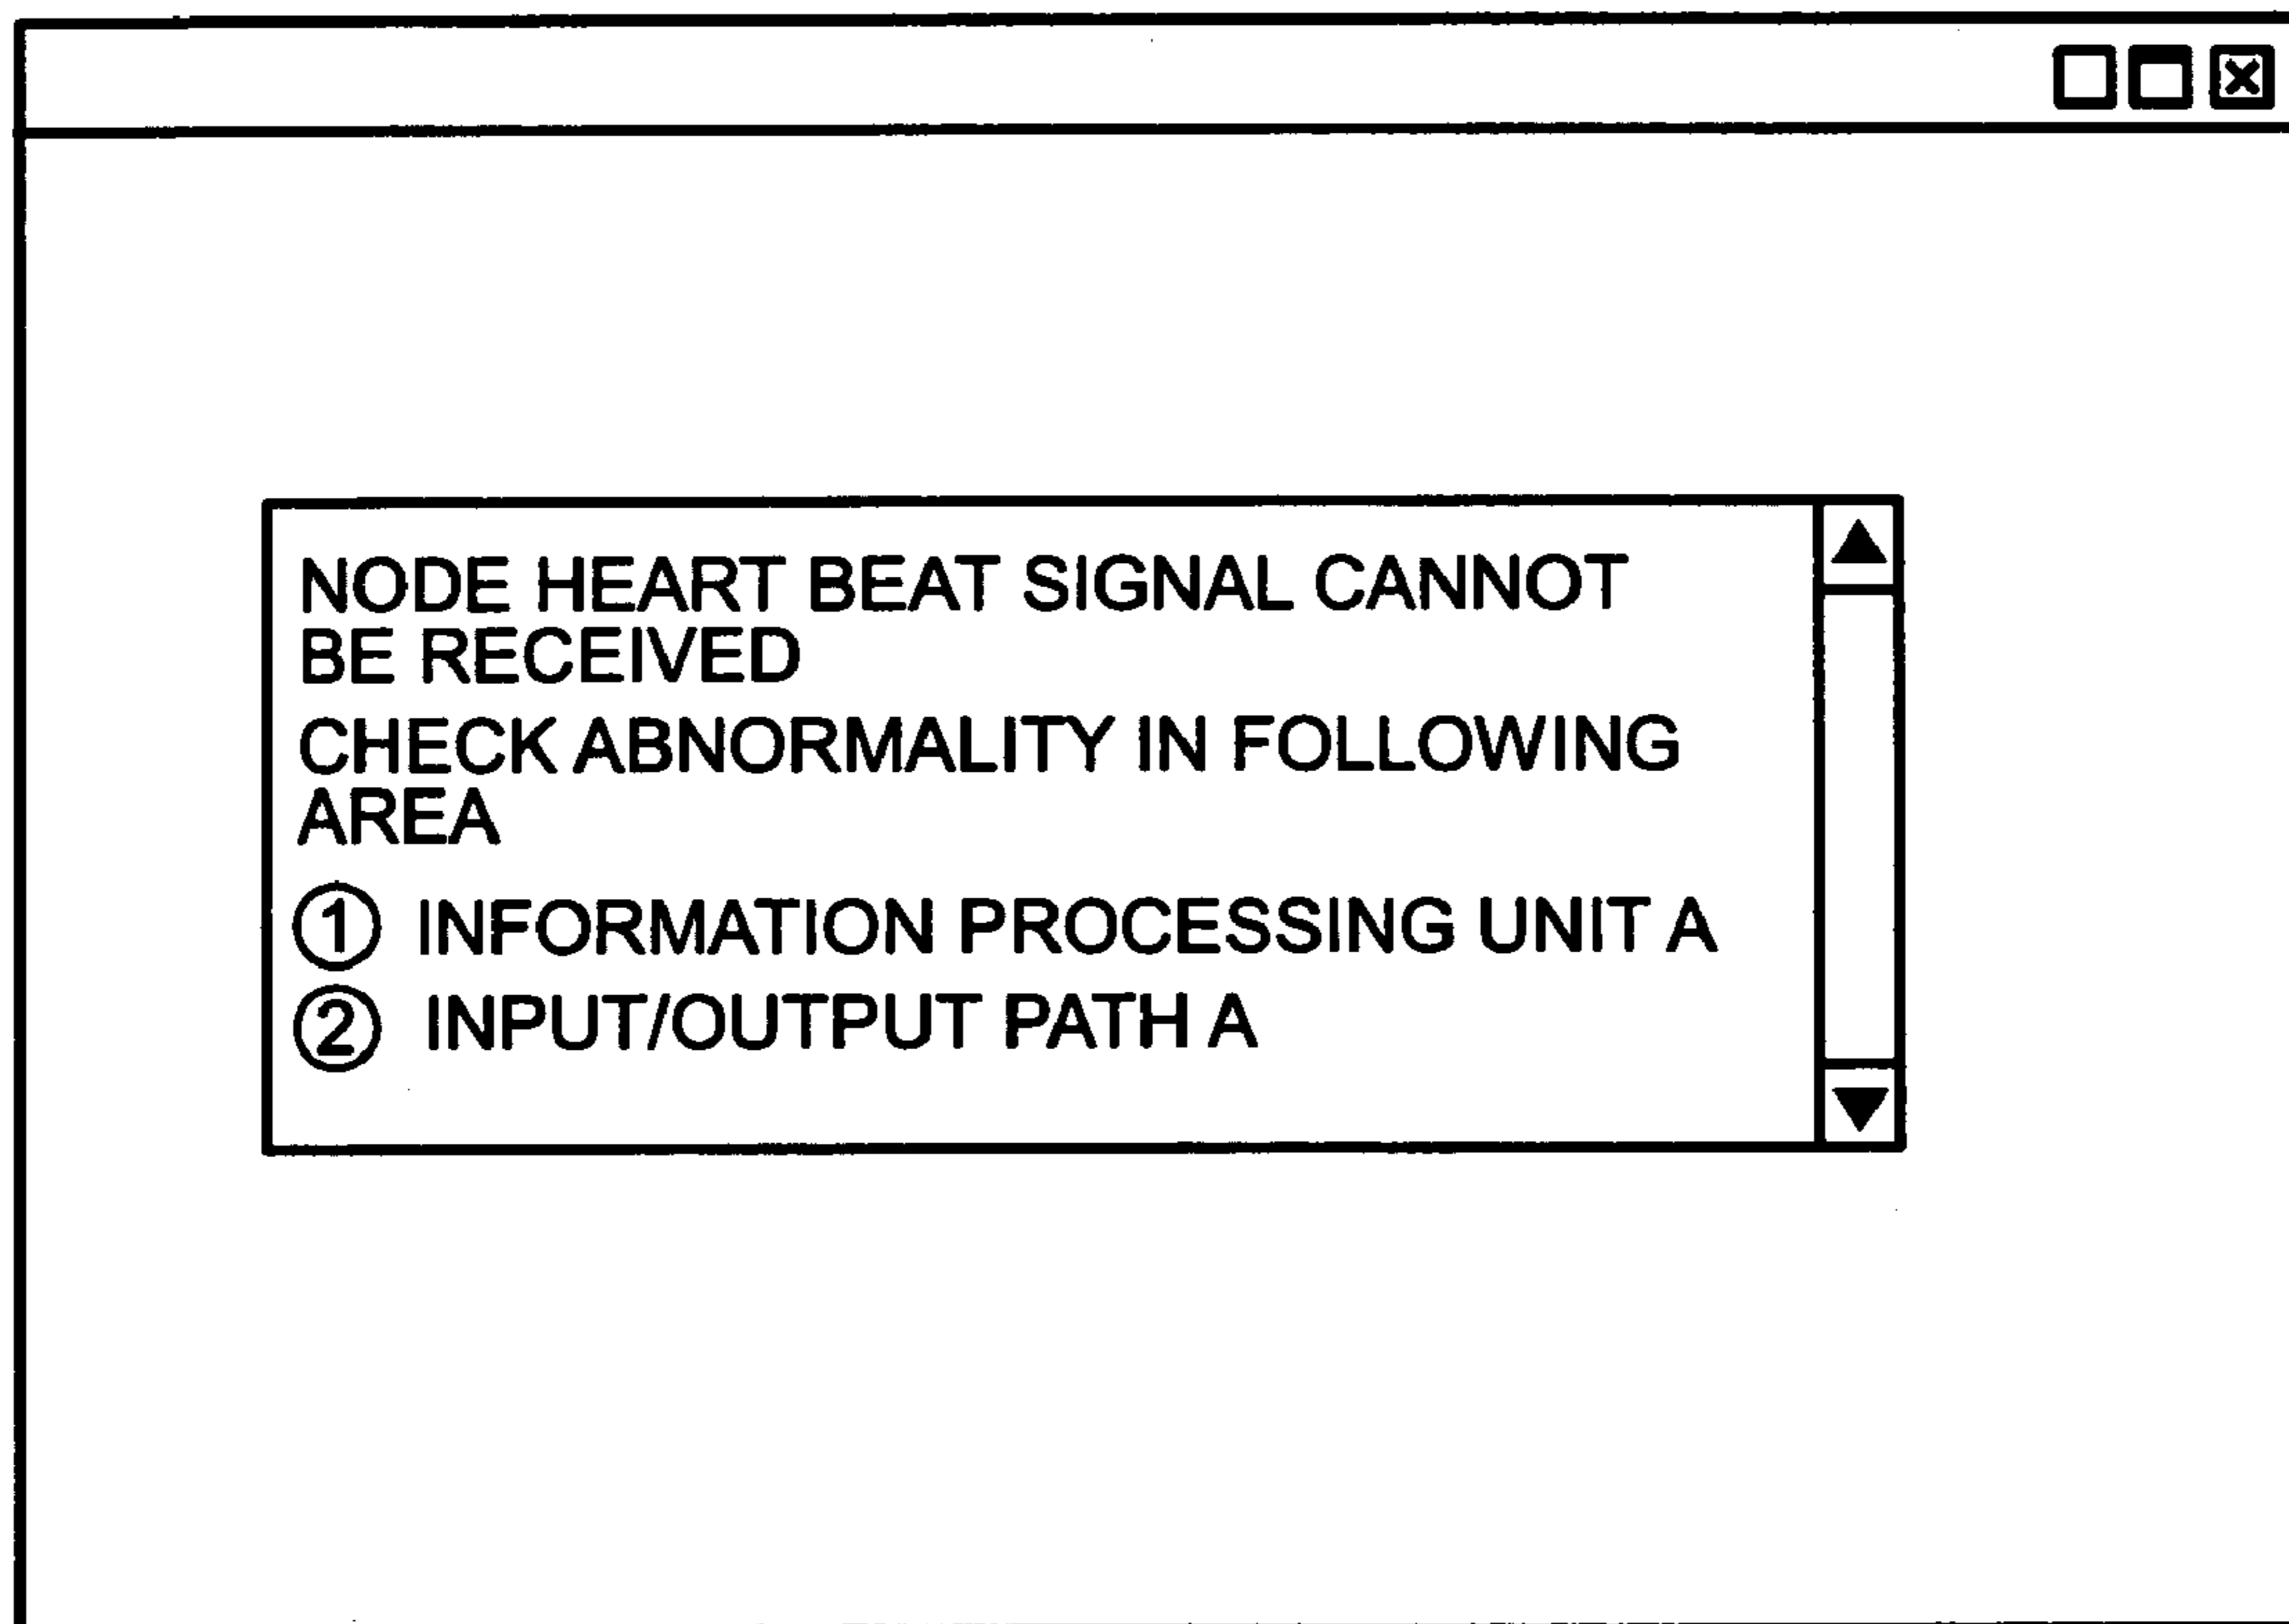 NODE HEART BEAT SIGNAL CANNOT
BE RECEIVED
CHECK ABNORMALITY IN FOLLOWING
AREA
① INFORMATION PROCESSING UNIT A
② INPUT/OUTPUT PATH A